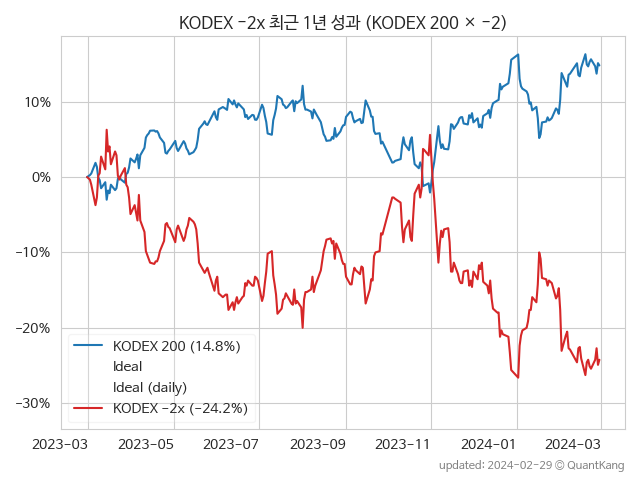 KODEX −2x 최근 1년 성과 (KODEX 200 × −2)
10%
0%
−10%
−20%
−30%
KODEX 200 (14.8%)
Ideal
Ideal (daily)
KODEX −2x (−24.2%)
2023-03 2023-05 2023-07 2023-09 2023-11 2024-01 2024-03
updated: 2024-02-29 © QuantKang